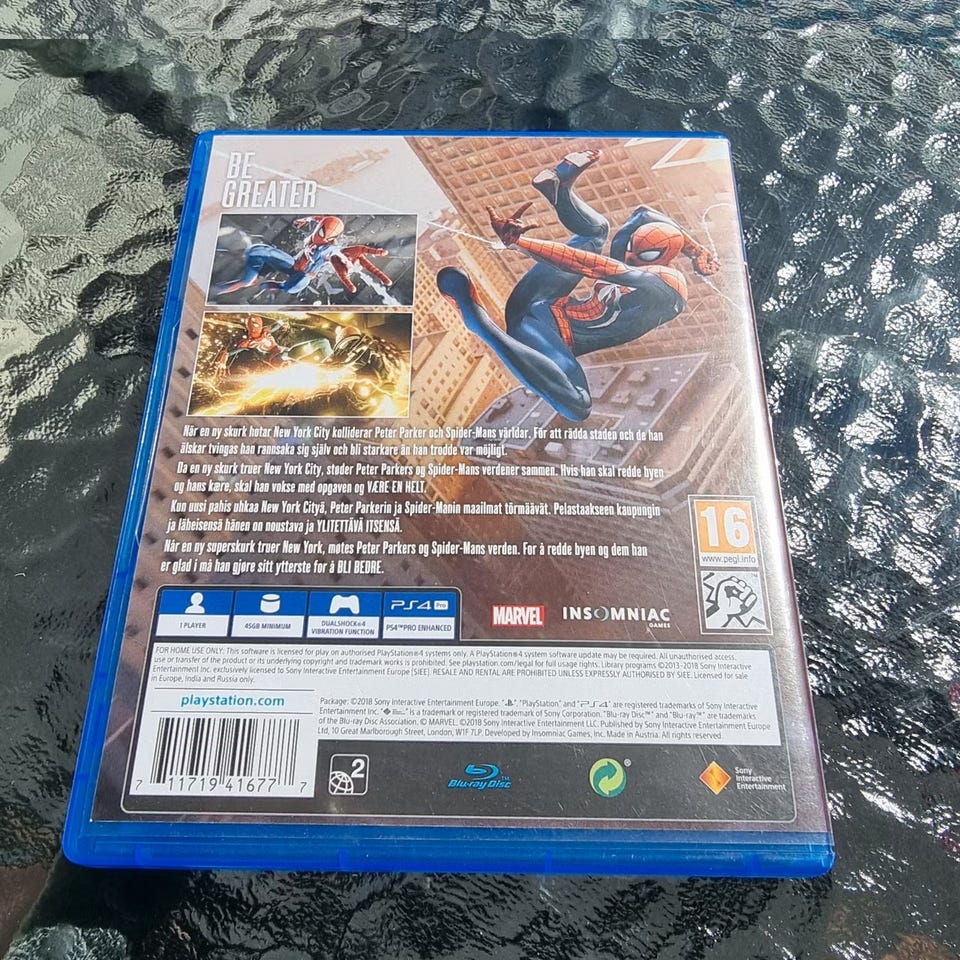 BE
GREATER
När en ny skurk hotar New York City kolliderar Peter Parker och Spider-Mans världar. För att rädda staden och de han
älskar tvingas han rannsaka sig själv och bli starkare än han trodde var möjligt.
Da en ny skurk truer New York City, støder Peter Parkers og Spider-Mans verdener sammen. Hvis han skal redde byen
og hans kære, skal han vokse med opgaven og VÆRE EN HELT.
Kun uusi pahis uhkaa New York Cityä, Peter Parkerin ja Spider-Manin maailmat törmäävät. Pelastaakseen kaupungin
ja läheisensä hänen on noustava ja YLITETTÄVÄ ITSENSÄ.
Når en ny superskurk truer New York, møtes Peter Parkers og Spider-Mans verden. For å redde byen og dem han
er glad i må han gjøre sitt ytterste for å BLI BEDRE.
16
www.pegi.info
1 PLAYER
45GB MINIMUM
DUALSHOCK®4
VIBRATION FUNCTION
PS4 Pro
PS4™PRO ENHANCED
MARVEL
INSOMNIAC
GAMES
FOR HOME USE ONLY: This software is licensed for play on authorised PlayStation®4 systems only. A PlayStation®4 system software update may be required. All unauthorised access,
use or transfer of the product or its underlying copyright and trademark works is prohibited. See playstation.com/legal for full usage rights. Library programs ©2013-2018 Sony Interactive
Entertainment Inc. exclusively licensed to Sony Interactive Entertainment Europe (SIEE). RESALE AND RENTAL ARE PROHIBITED UNLESS EXPRESSLY AUTHORISED BY SIEE. Licensed for sale
in Europe, India and Russia only.
playstation.com
Package: ©2018 Sony Interactive Entertainment Europe. "PS", "PlayStation" and "PS4" are registered trademarks of Sony Interactive
Entertainment Inc. is a registered trademark of Sony Corporation. "Blu-ray Disc™" and "Blu-ray™" are trademarks
of the Blu-ray Disc Association. © MARVEL. ©2018 Sony Interactive Entertainment LLC. Published by Sony Interactive Entertainment Europe
Ltd, 10 Great Marlborough Street, London, W1F 7LP. Developed by Insomniac Games, Inc. Made in Austria. All rights reserved.
7 11719 41677 7
2
Blu-ray Disc™
®
Sony
Interactive
Entertainment